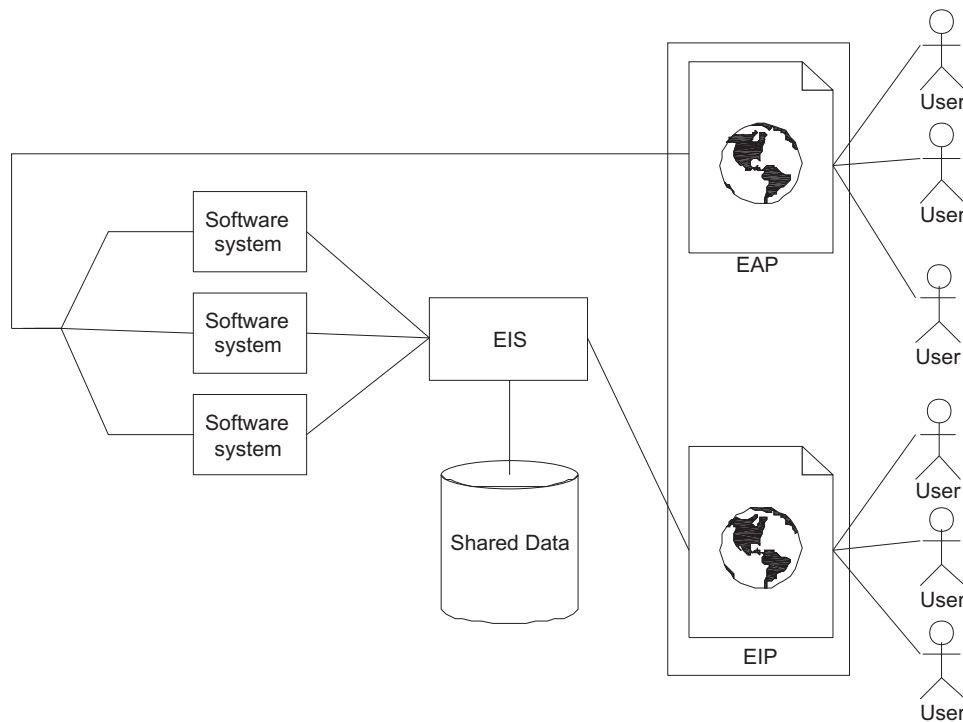 User
User
User
EAP
Software
system
Software
system
Software
system
EIS
Shared Data
User
User
User
EIP